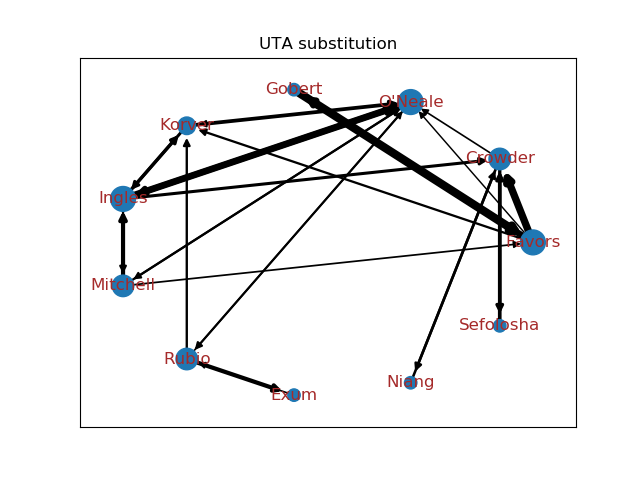 UTA substitution
Gobert
O'Neale
Korver
Crowder
Ingles
Favors
Mitchell
Sefolosha
Rubio
Niang
Exum